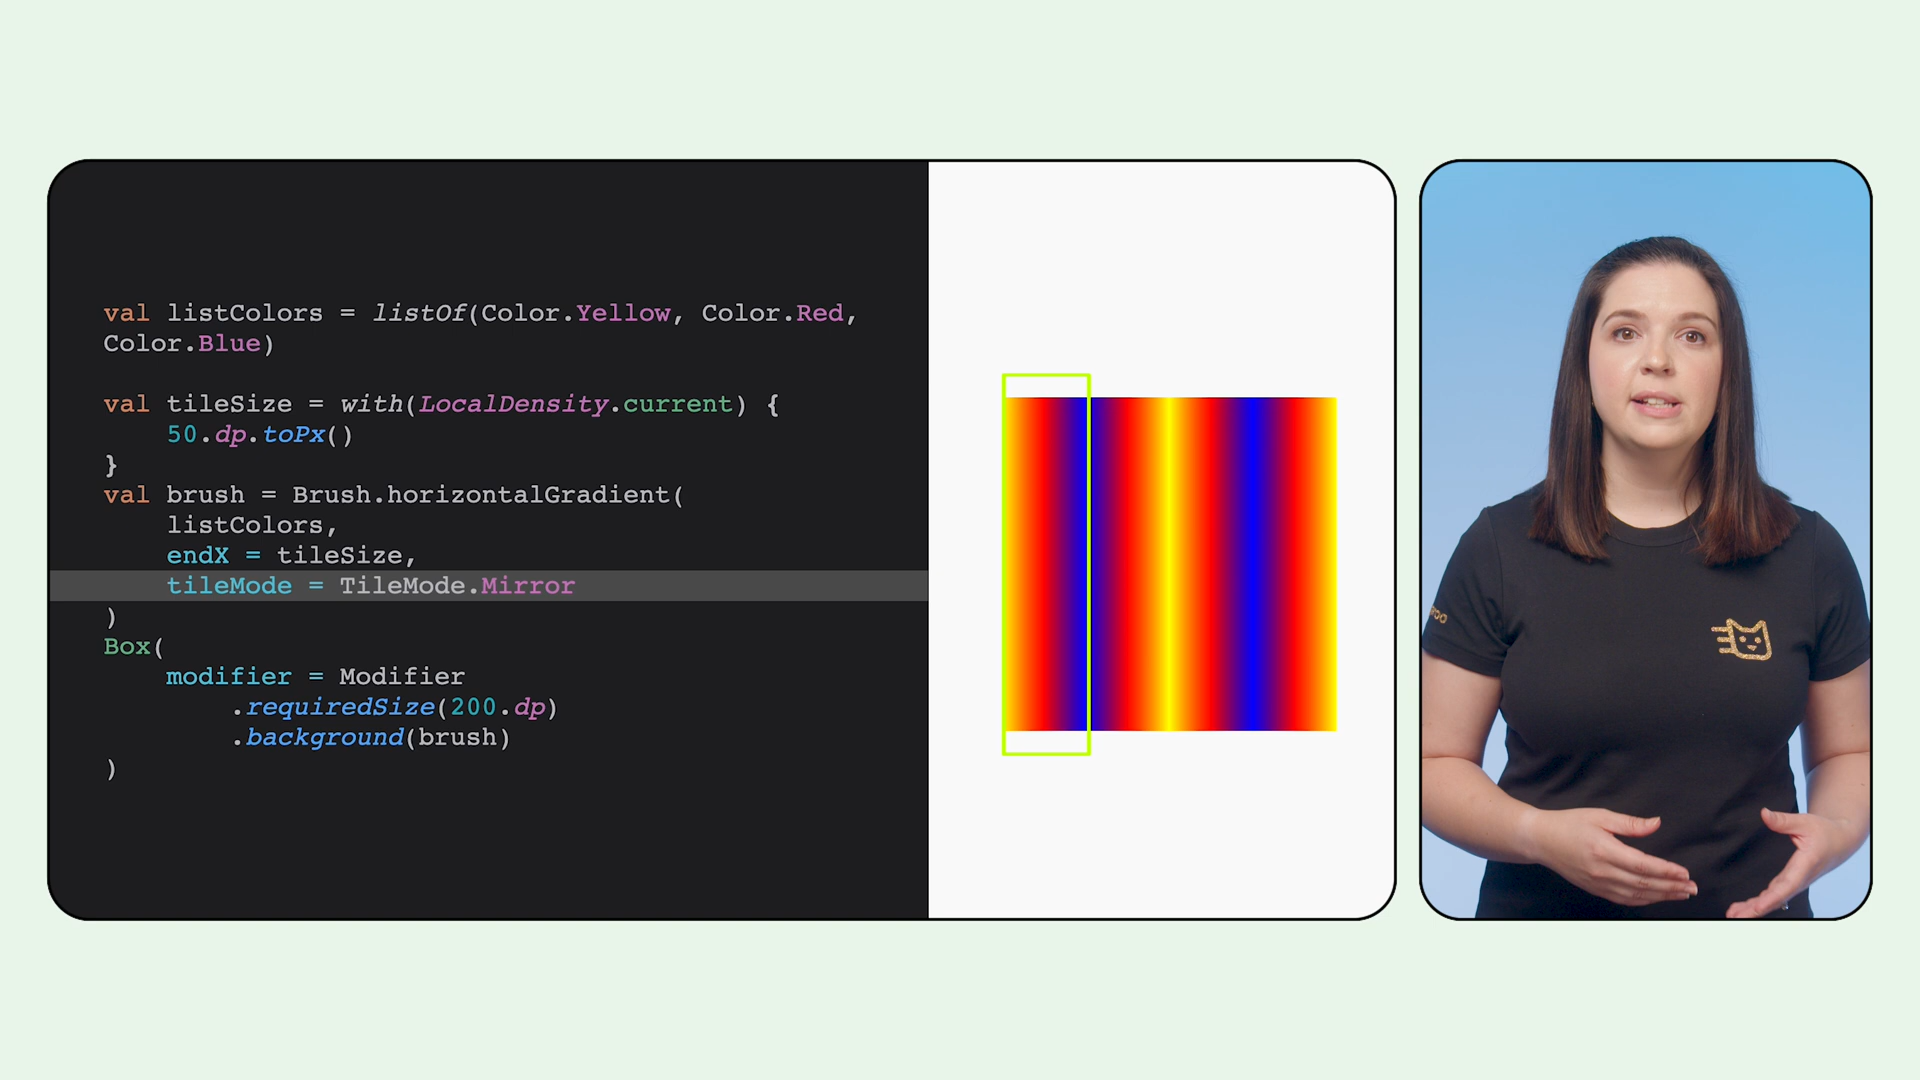 val listColors = listOf(Color.Yellow, Color.Red,
Color.Blue)
val tileSize = with(LocalDensity.current) {
50.dp.toPx()
}
val brush = Brush.horizontalGradient(
listColors,
endX = tileSize,
tileMode = TileMode.Mirror
)
Box(
modifier = Modifier
.requiredSize(200.dp)
.background(brush)
)